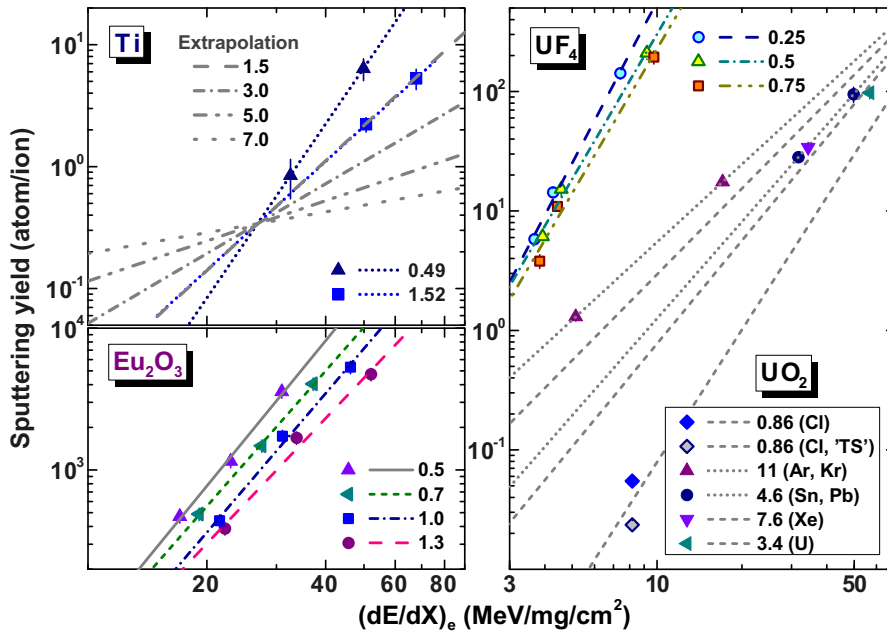 Sputtering yield (atom/ion)
10¹
10⁰
10⁻¹
10⁴
10³
Ti
Extrapolation
1.5
3.0
5.0
7.0
0.49
1.52
Eu₂O₃
0.5
0.7
1.0
1.3
20 40 60 80
UF₄
0.25
0.5
0.75
10²
10¹
10⁰
10⁻¹
UO₂
0.86 (Cl)
0.86 (Cl, 'TS')
11 (Ar, Kr)
4.6 (Sn, Pb)
7.6 (Xe)
3.4 (U)
3 10 50
(dE/dX)ₑ (MeV/mg/cm²)